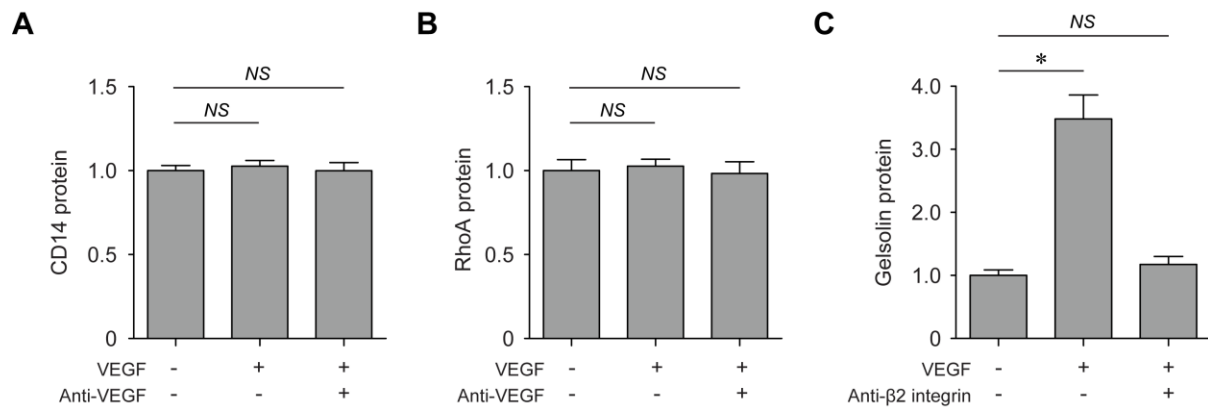 A
NS
NS
1.5
1.0
0.5
0
CD14 protein
VEGF - + +
Anti-VEGF - - +
B
NS
NS
1.5
1.0
0.5
0
RhoA protein
VEGF - + +
Anti-VEGF - - +
C
NS
*
4.0
3.0
2.0
1.0
0
Gelsolin protein
VEGF - + +
Anti-β2 integrin - - +